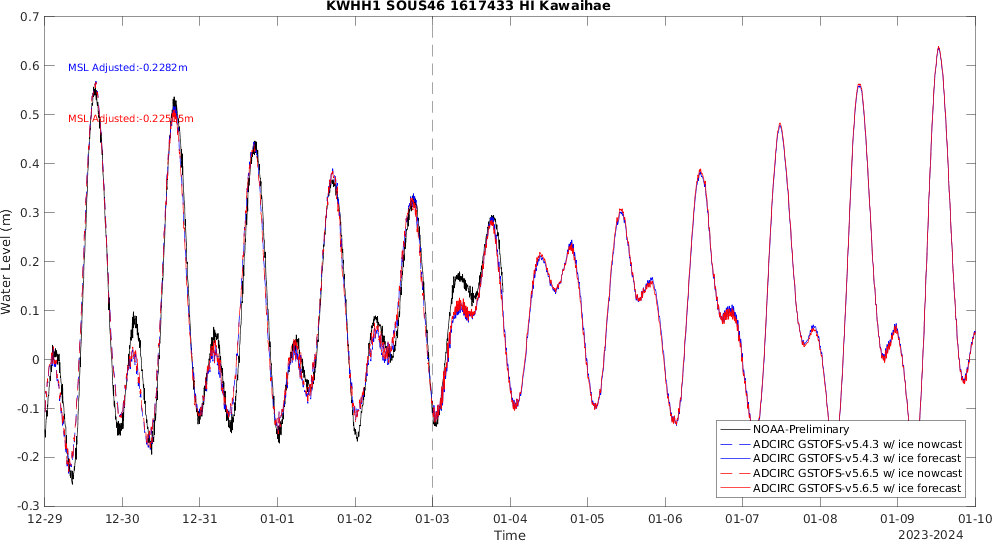 KWHH1 SOUS46 1617433 HI Kawaihae
0.7
0.6
0.5
0.4
0.3
0.2
0.1
0
-0.1
-0.2
-0.3
Water Level (m)
MSL Adjusted:-0.2282m
NOAA-Preliminary
ADCIRC GSTOFS-v5.4.3 w/ ice nowcast
ADCIRC GSTOFS-v5.4.3 w/ ice forecast
ADCIRC GSTOFS-v5.6.5 w/ ice nowcast
ADCIRC GSTOFS-v5.6.5 w/ ice forecast
12-29 12-30 12-31 01-01 01-02 01-03 01-04 01-05 01-06 01-07 01-08 01-09 01-10
Time
2023-2024
MSL Adjusted: